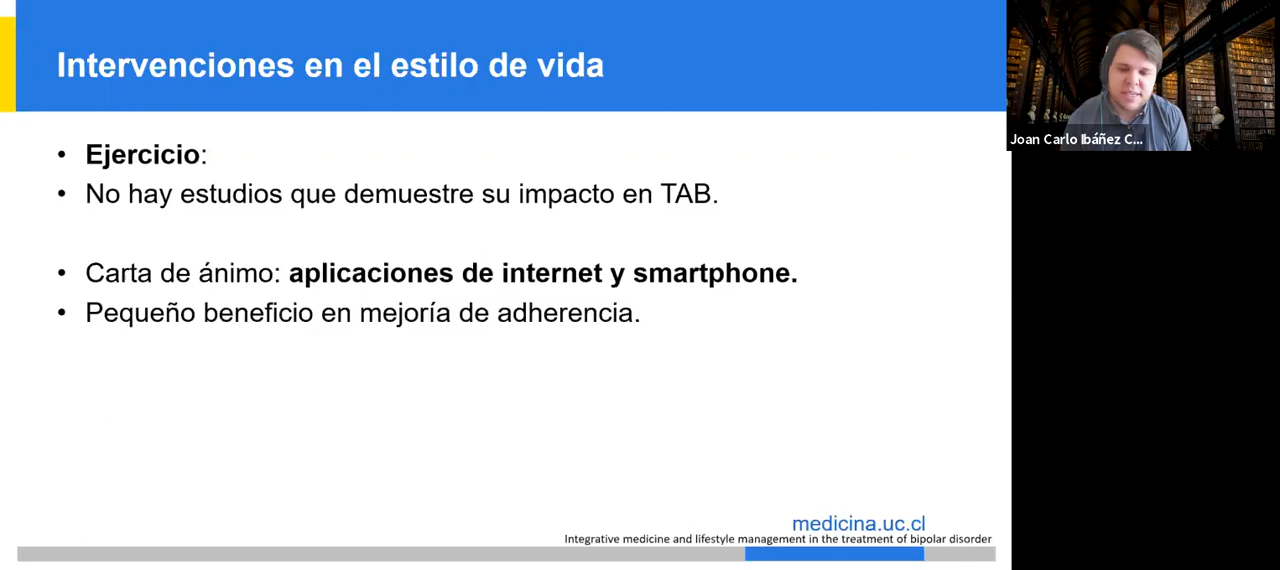 Intervenciones en el estilo de vida
Joan Carlo Ibáñez C...
• Ejercicio:
• No hay estudios que demuestre su impacto en TAB.
• Carta de ánimo: aplicaciones de internet y smartphone.
• Pequeño beneficio en mejoría de adherencia.
medicina.uc.cl
Integrative medicine and lifestyle management in the treatment of bipolar disorder